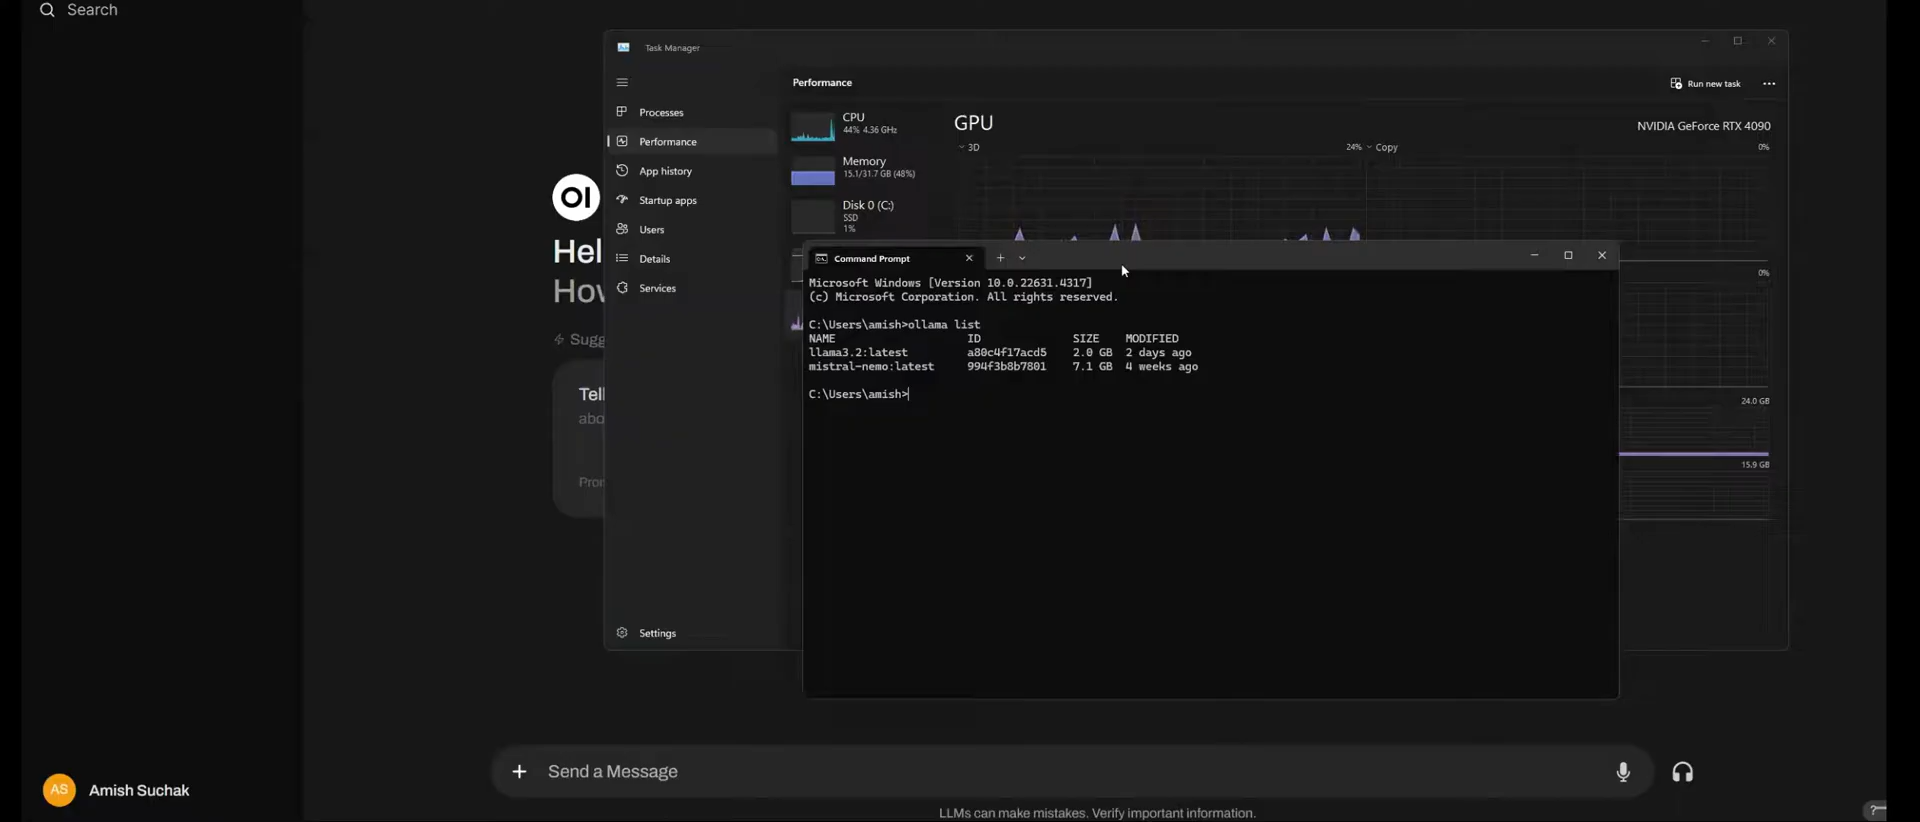 Search
Task Manager
Performance
Run new task
Processes
Performance
App history
Startup apps
Users
Details
Services
Settings
CPU
44% 4.36 GHz
Memory
15.1/31.7 GB (48%)
Disk 0 (C:)
SSD
1%
GPU
NVIDIA GeForce RTX 4090
3D
24%
Copy
0%
0%
24.0 GB
15.9 GB
OI
Hel
How
Sugg
Tell
abo
Pror
Command Prompt
Microsoft Windows [Version 10.0.22631.4317]
(c) Microsoft Corporation. All rights reserved.
C:\Users\amish>ollama list
NAME ID SIZE MODIFIED
llama3.2:latest a80c4f17acd5 2.0 GB 2 days ago
mistral-nemo:latest 994f3b8b7801 7.1 GB 4 weeks ago
C:\Users\amish>
Send a Message
AS
Amish Suchak
LLMs can make mistakes. Verify important information.
?